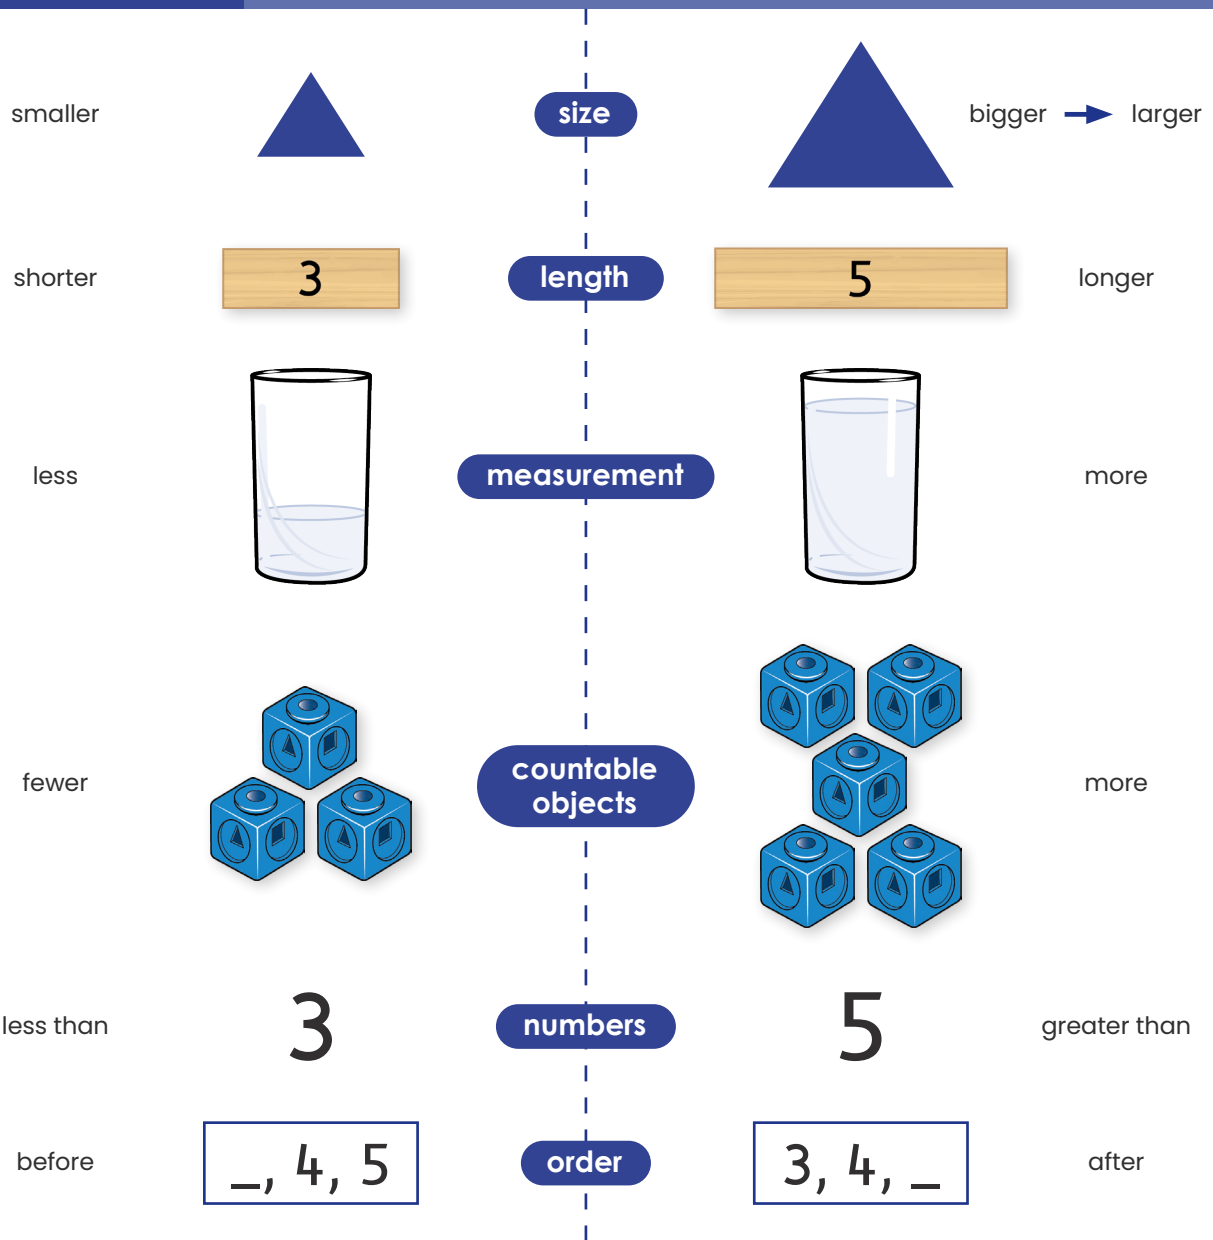 smaller
size
bigger → larger
shorter
3
length
5
longer
less
measurement
more
fewer
countable
objects
more
less than
3
numbers
5
greater than
before
_, 4, 5
order
3, 4, _
after